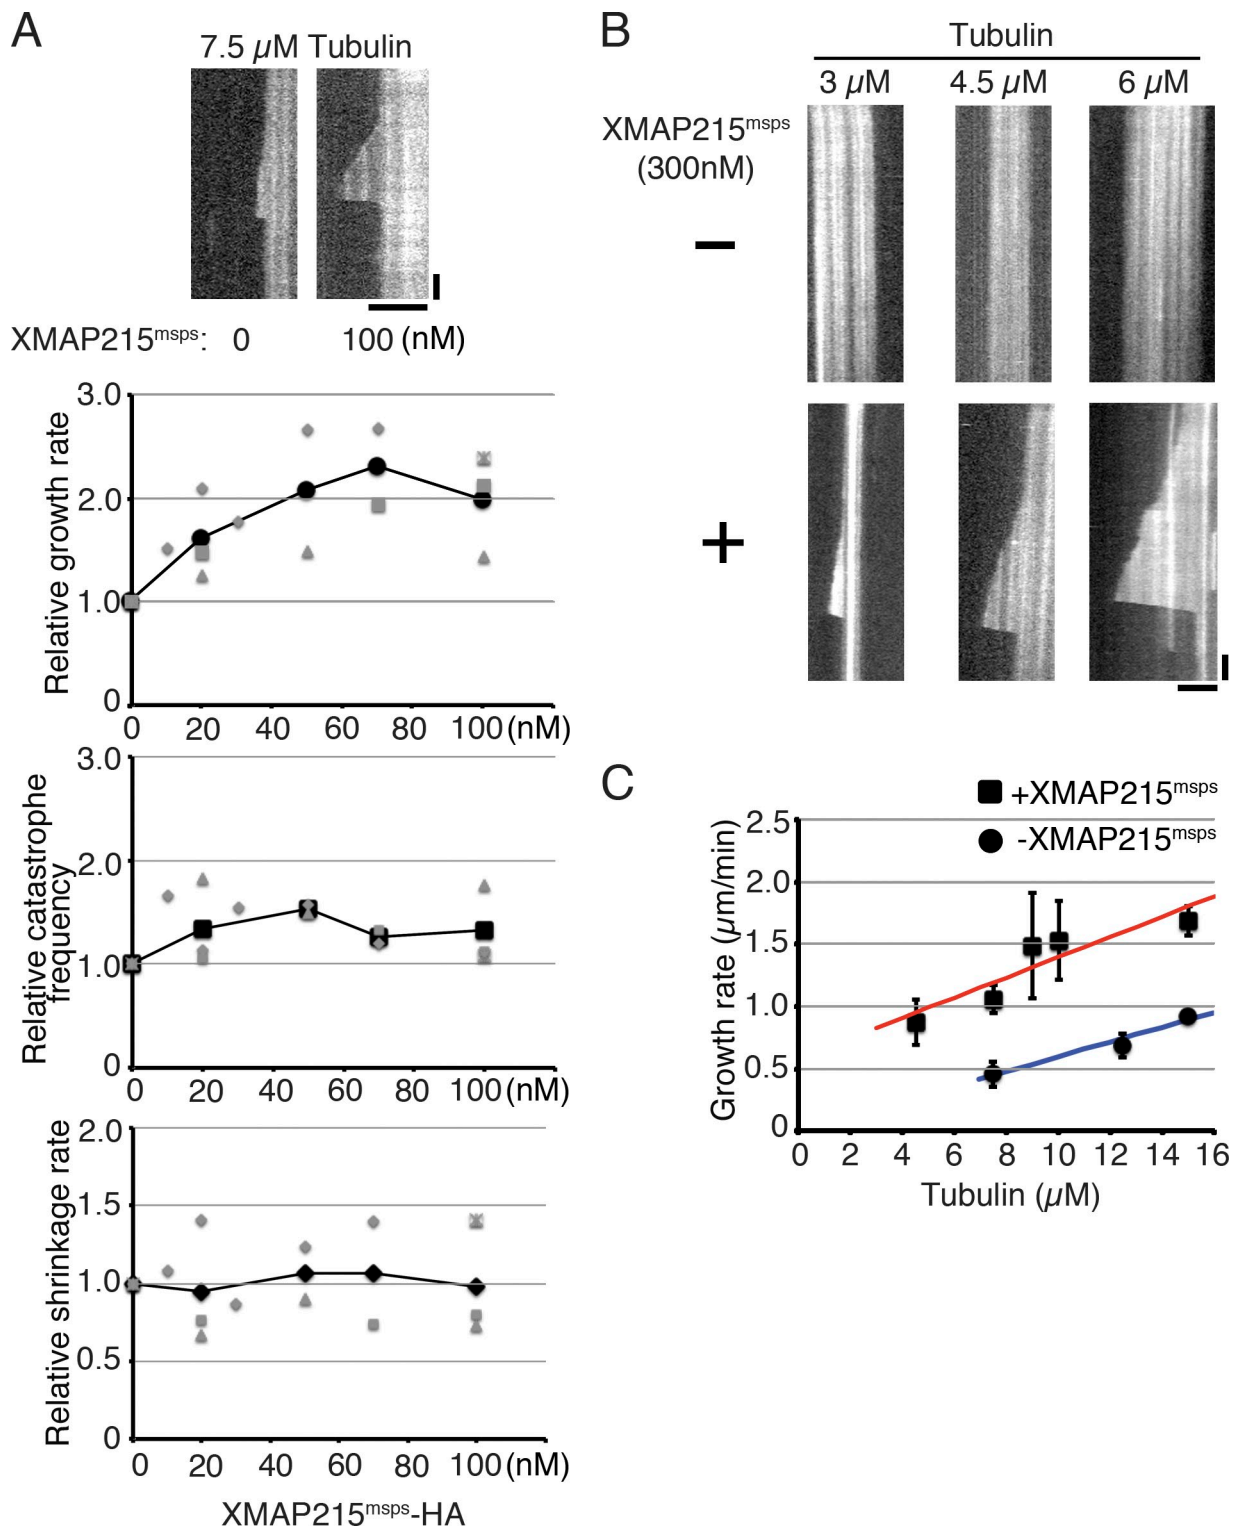 A
7.5 µM Tubulin
XMAP215msps: 0 100 (nM)
3.0
2.0
1.0
0
Relative growth rate
0 20 40 60 80 100 (nM)
3.0
2.0
1.0
0
Relative catastrophe
frequency
0 20 40 60 80 100 (nM)
2.0
1.5
1.0
0.5
0
Relative shrinkage rate
0 20 40 60 80 100 (nM)
XMAP215msps-HA
B
Tubulin
3 µM 4.5 µM 6 µM
XMAP215msps
(300nM)
−
+
C
+XMAP215msps
-XMAP215msps
2.5
2.0
1.5
1.0
0.5
0
Growth rate (µm/min)
0 2 4 6 8 10 12 14 16
Tubulin (µM)